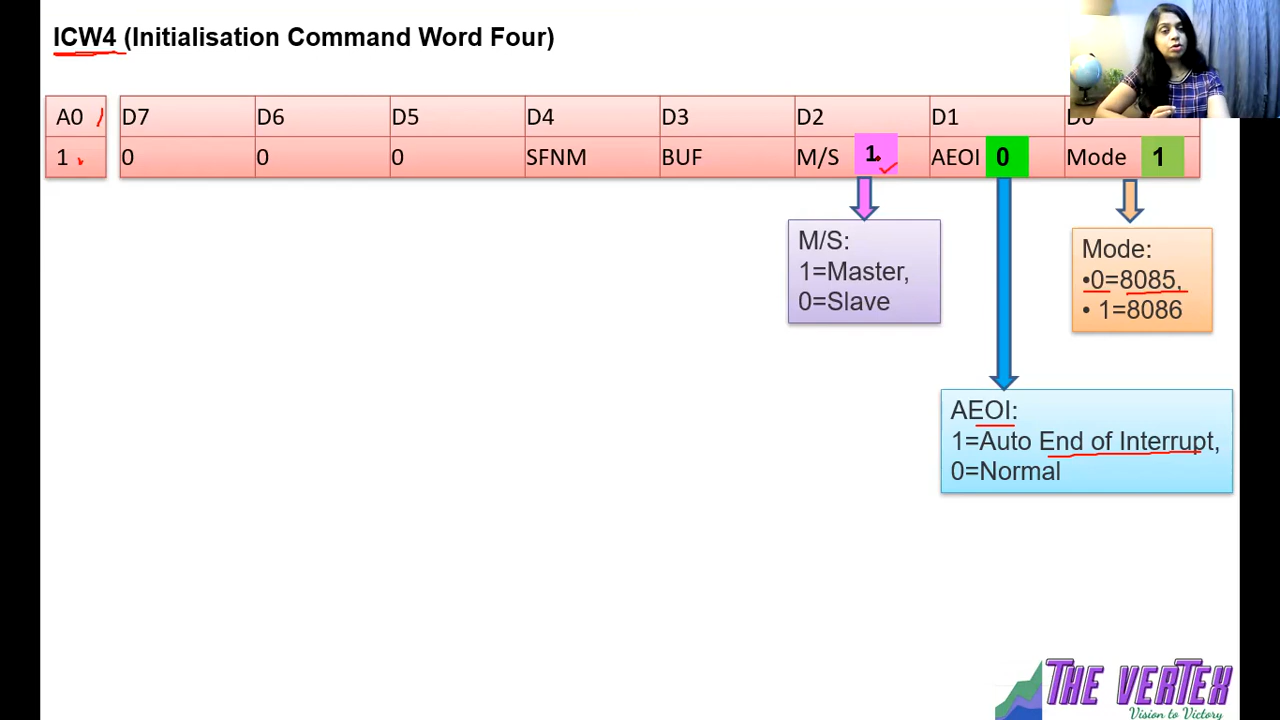 ICW4 (Initialisation Command Word Four)
A0 D7 D6 D5 D4 D3 D2 D1 D0
1 0 0 0 SFNM BUF M/S 1 AEOI 0 Mode 1
M/S:
1=Master,
0=Slave
Mode:
•0=8085,
• 1=8086
AEOI:
1=Auto End of Interrupt,
0=Normal
THE VERTEX
Vision to Victory